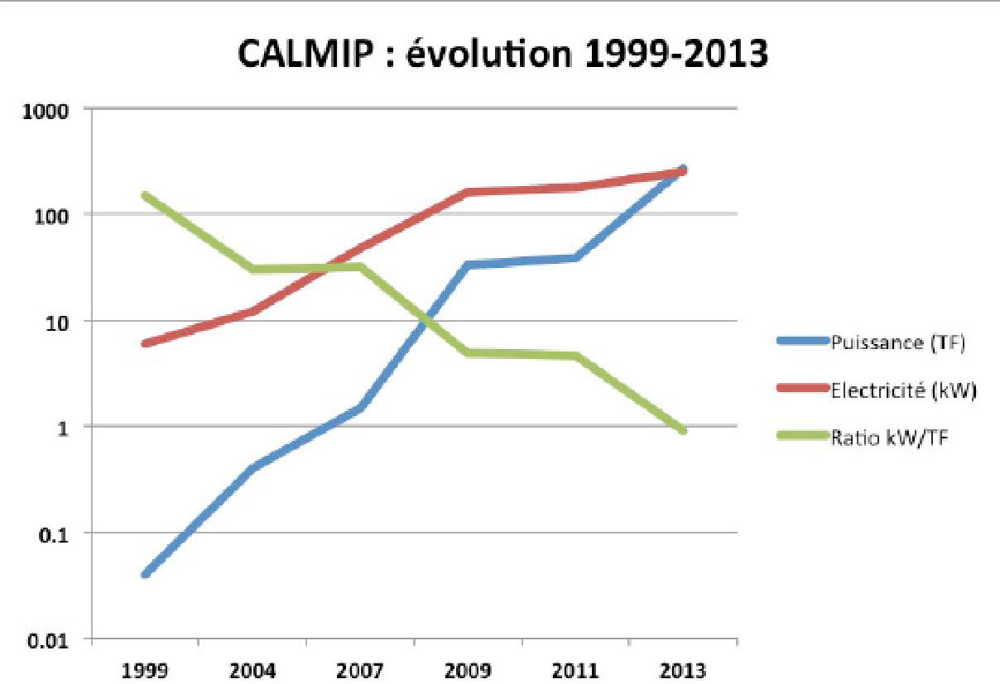 CALMIP : évolution 1999-2013
1000
100
10
1
0.1
0.01
1999 2004 2007 2009 2011 2013
Puissance (TF)
Electricité (kW)
Ratio kW/TF